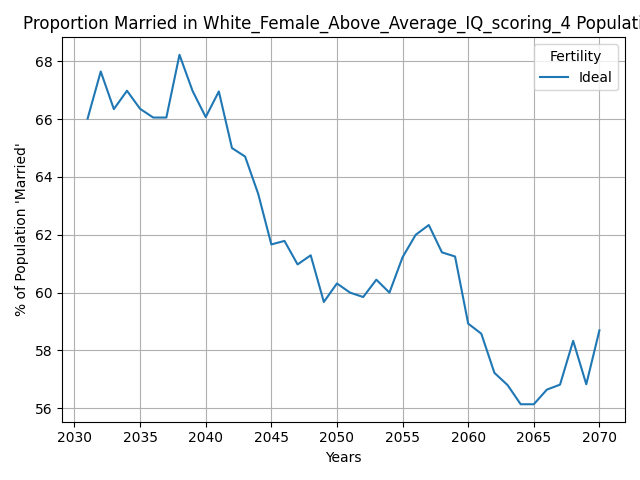 Proportion Married in White_Female_Above_Average_IQ_scoring_4 Populati
Fertility
Ideal
% of Population 'Married'
68
66
64
62
60
58
56
2030 2035 2040 2045 2050 2055 2060 2065 2070
Years